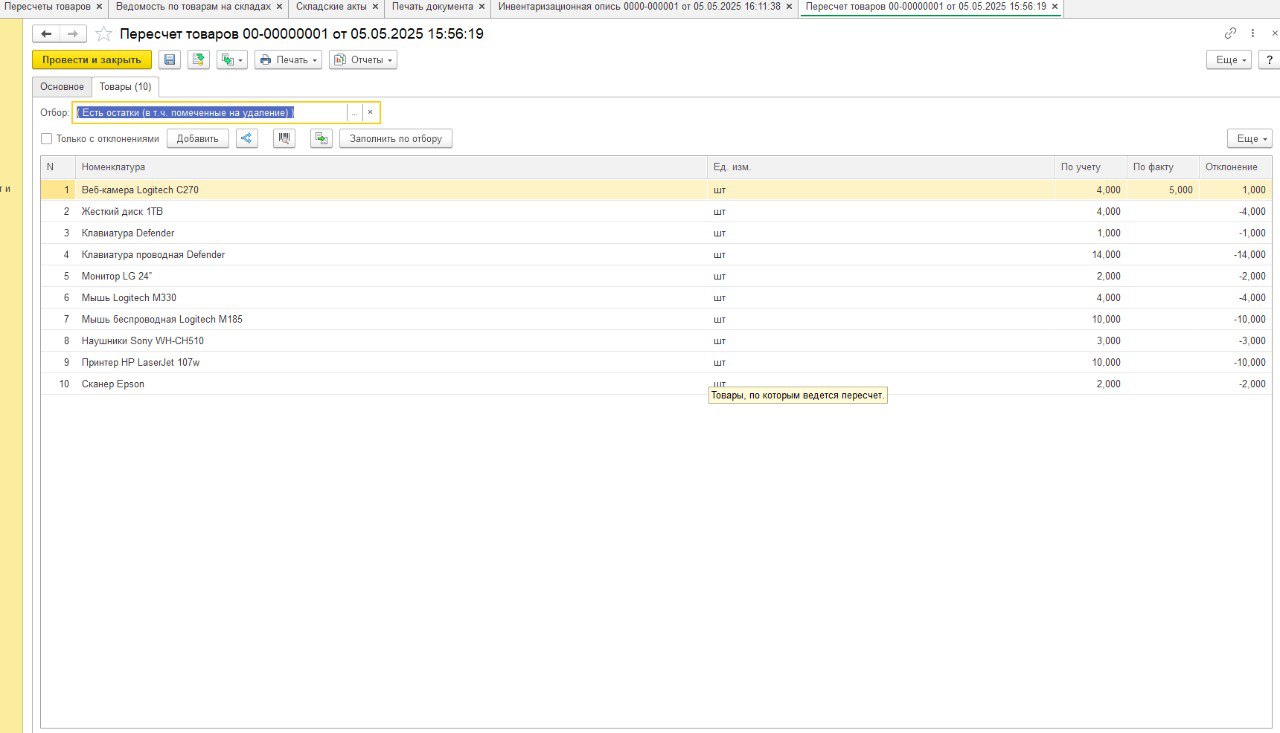 Пересчеты товаров × Ведомость по товарам на складах × Складские акты × Печать документа × Инвентаризационная опись 0000-000001 от 05.05.2025 16:11:38 × Пересчет товаров 00-00000001 от 05.05.2025 15:56:19 ×
Пересчет товаров 00-00000001 от 05.05.2025 15:56:19
Провести и закрыть Печать Отчеты Еще ?
Основное Товары (10)
Отбор: ( Есть остатки (в т.ч. помеченные на удаление) ) ... ×
Только с отклонениями Добавить Заполнить по отбору Еще
N Номенклатура Ед. изм. По учету По факту Отклонение
1 Веб-камера Logitech C270 шт 4,000 5,000 1,000
2 Жесткий диск 1TB шт 4,000 -4,000
3 Клавиатура Defender шт 1,000 -1,000
4 Клавиатура проводная Defender шт 14,000 -14,000
5 Монитор LG 24" шт 2,000 -2,000
6 Мышь Logitech M330 шт 4,000 -4,000
7 Мышь беспроводная Logitech M185 шт 10,000 -10,000
8 Наушники Sony WH-CH510 шт 3,000 -3,000
9 Принтер HP LaserJet 107w шт 10,000 -10,000
10 Сканер Epson шт 2,000 -2,000
Товары, по которым ведется пересчет.